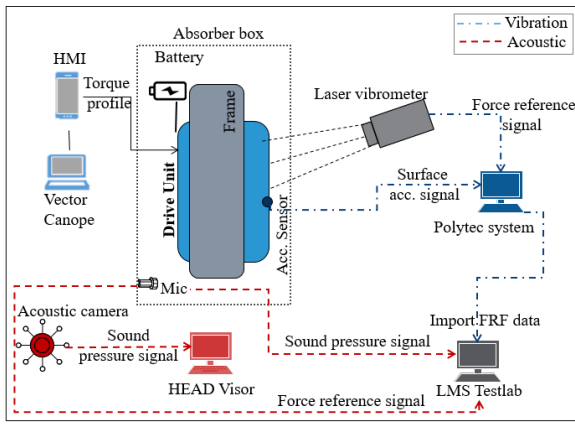 Absorber box
Vibration
Acoustic
HMI
Battery
Torque
profile
Laser vibrometer
Force reference
signal
Frame
Drive Unit
Acc. Sensor
Surface
acc. signal
Vector
Canope
Polytec system
Mic
Acoustic camera
Sound
pressure signal
Import FRF data
Sound pressure signal
HEAD Visor
LMS Testlab
Force reference signal